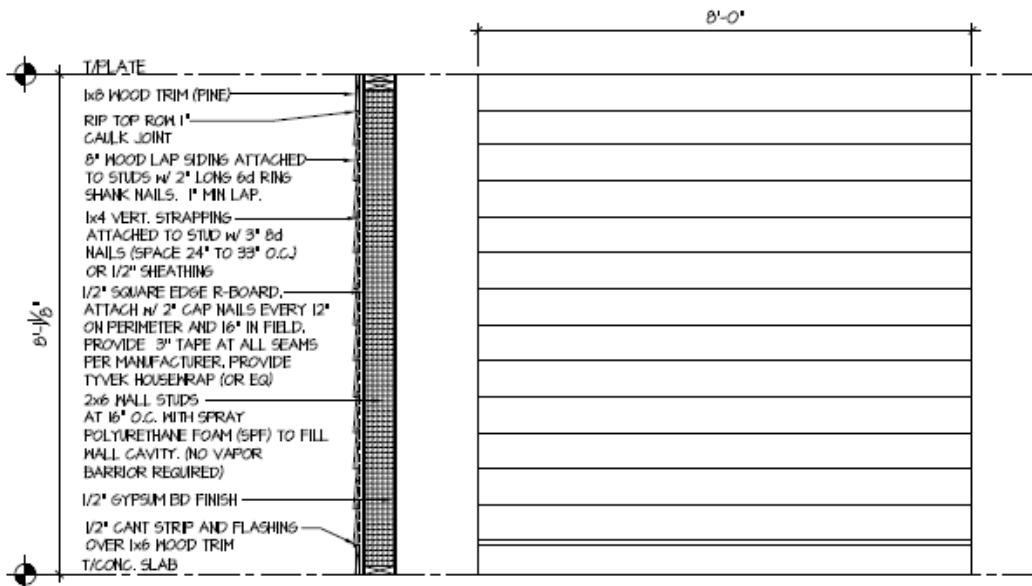 8'-0"
T/PLATE
1x8 WOOD TRIM (PINE)
RIP TOP ROW 1"
CAULK JOINT
8" WOOD LAP SIDING ATTACHED
TO STUDS W/ 2" LONG 6d RING
SHANK NAILS. 1" MIN LAP.
1x4 VERT. STRAPPING
ATTACHED TO STUD W/ 3" 8d
NAILS (SPACE 24" TO 33" O.C.)
OR 1/2" SHEATHING
1/2" SQUARE EDGE R-BOARD.
ATTACH W/ 2" CAP NAILS EVERY 12"
ON PERIMETER AND 16" IN FIELD.
PROVIDE 3" TAPE AT ALL SEAMS
PER MANUFACTURER. PROVIDE
TYVEK HOUSEWRAP (OR EQ)
2x6 WALL STUDS
AT 16" O.C. WITH SPRAY
POLYURETHANE FOAM (SPF) TO FILL
WALL CAVITY. (NO VAPOR
BARRIOR REQUIRED)
1/2" GYPSUM BD FINISH
1/2" CANT STRIP AND FLASHING
OVER 1x6 WOOD TRIM
T/CONC. SLAB